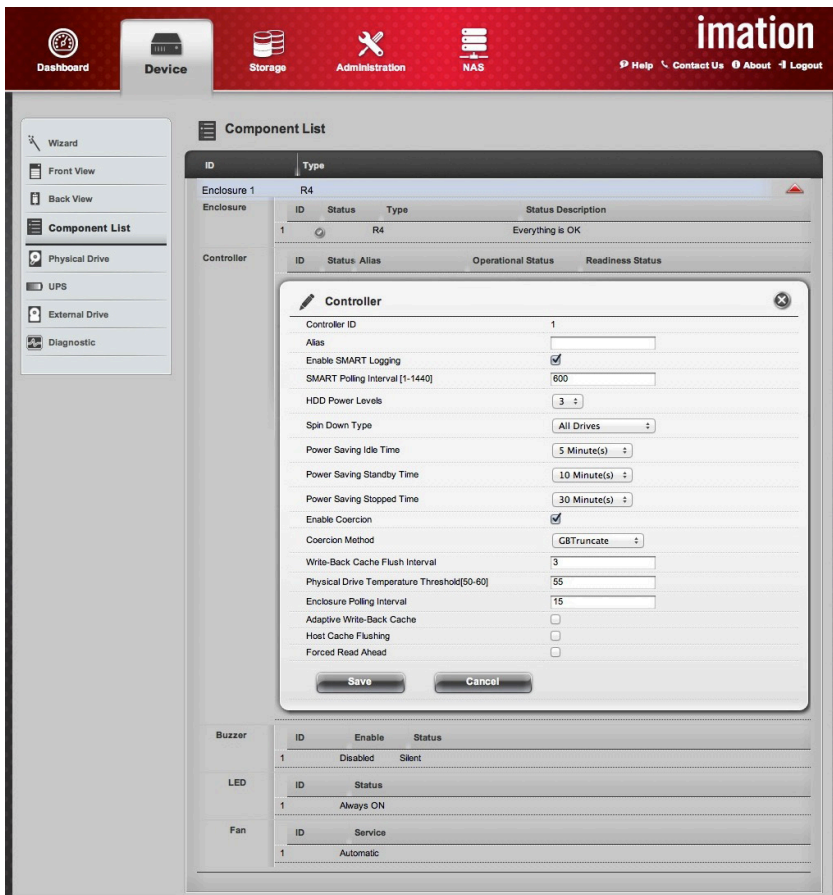 imation
Dashboard
Device
Storage
Administration
NAS
Help Contact Us About Logout
Wizard
Front View
Back View
Component List
Physical Drive
UPS
External Drive
Diagnostic
Component List
ID Type
Enclosure 1 R4
Enclosure ID Status Type Status Description
1 R4 Everything is OK
Controller ID Status Alias Operational Status Readiness Status
Controller
Controller ID 1
Alias
Enable SMART Logging
SMART Polling Interval [1-1440] 600
HDD Power Levels 3
Spin Down Type All Drives
Power Saving Idle Time 5 Minute(s)
Power Saving Standby Time 10 Minute(s)
Power Saving Stopped Time 30 Minute(s)
Enable Coercion
Coercion Method GBTruncate
Write-Back Cache Flush Interval 3
Physical Drive Temperature Threshold[50-60] 55
Enclosure Polling Interval 15
Adaptive Write-Back Cache
Host Cache Flushing
Forced Read Ahead
Save Cancel
Buzzer ID Enable Status
1 Disabled Silent
LED ID Status
1 Always ON
Fan ID Service
1 Automatic